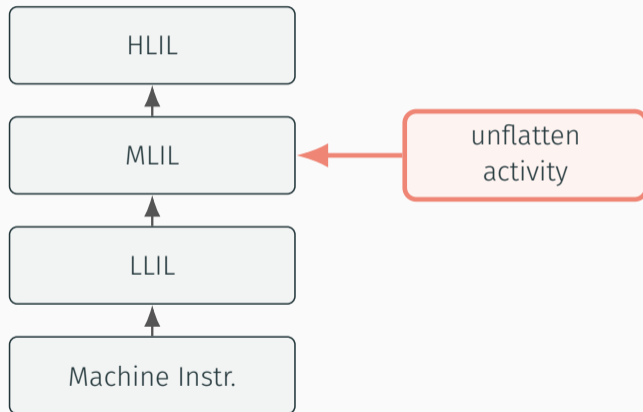 HLIL
MLIL
unflatten
activity
LLIL
Machine Instr.